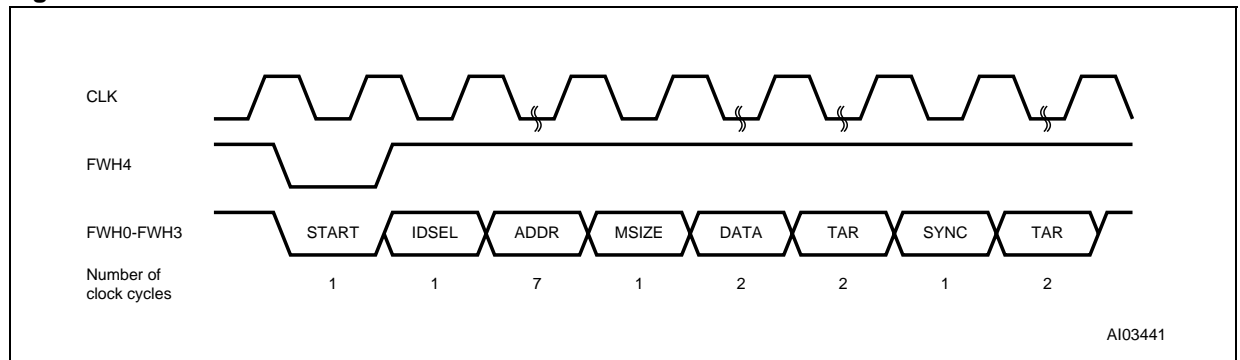 CLK
FWH4
FWH0-FWH3
START IDSEL ADDR MSIZE DATA TAR SYNC TAR
Number of
clock cycles
1 1 7 1 2 2 1 2
AI03441